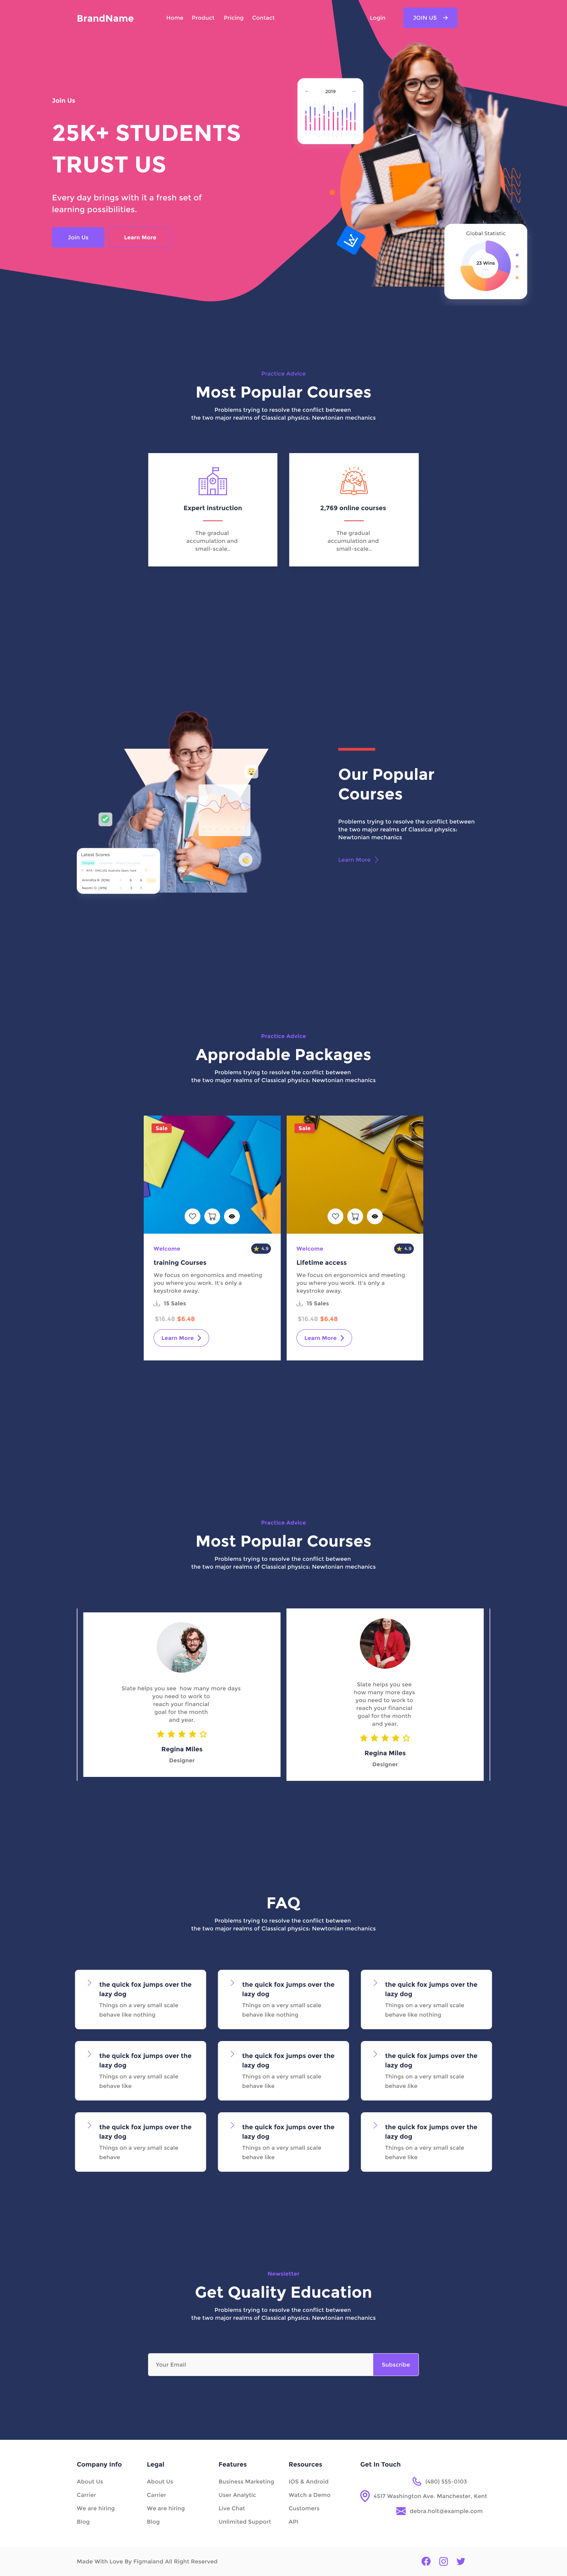 BrandName
Home Product Pricing Contact
Login
JOIN US
Join Us
25K+ STUDENTS
TRUST US
Every day brings with it a fresh set of
learning possibilities.
Join Us
Learn More
2019
Global Statistic
23 Wins
Practice Advice
Most Popular Courses
Problems trying to resolve the conflict between
the two major realms of Classical physics: Newtonian mechanics
Expert instruction
The gradual
accumulation and
small-scale..
2,769 online courses
The gradual
accumulation and
small-scale..
Latest Scores
Our Popular
Courses
Problems trying to resolve the conflict between
the two major realms of Classical physics:
Newtonian mechanics
Learn More
Practice Advice
Approdable Packages
Problems trying to resolve the conflict between
the two major realms of Classical physics: Newtonian mechanics
Sale
Welcome
4.9
training Courses
We focus on ergonomics and meeting
you where you work. It's only a
keystroke away.
15 Sales
$16.48 $6.48
Learn More
Sale
Welcome
4.9
Lifetime access
We focus on ergonomics and meeting
you where you work. It's only a
keystroke away.
15 Sales
$16.48 $6.48
Learn More
Practice Advice
Most Popular Courses
Problems trying to resolve the conflict between
the two major realms of Classical physics: Newtonian mechanics
Slate helps you see how many more days
you need to work to
reach your financial
goal for the month
and year.
Regina Miles
Designer
Slate helps you see
how many more days
you need to work to
reach your financial
goal for the month
and year.
Regina Miles
Designer
FAQ
Problems trying to resolve the conflict between
the two major realms of Classical physics: Newtonian mechanics
the quick fox jumps over the
lazy dog
Things on a very small scale
behave like nothing
the quick fox jumps over the
lazy dog
Things on a very small scale
behave like nothing
the quick fox jumps over the
lazy dog
Things on a very small scale
behave like nothing
the quick fox jumps over the
lazy dog
Things on a very small scale
behave like
the quick fox jumps over the
lazy dog
Things on a very small scale
behave like
the quick fox jumps over the
lazy dog
Things on a very small scale
behave like
the quick fox jumps over the
lazy dog
Things on a very small scale
behave
the quick fox jumps over the
lazy dog
Things on a very small scale
behave like
the quick fox jumps over the
lazy dog
Things on a very small scale
behave like
Newsletter
Get Quality Education
Problems trying to resolve the conflict between
the two major realms of Classical physics: Newtonian mechanics
Your Email
Subscribe
Company Info
About Us
Carrier
We are hiring
Blog
Legal
About Us
Carrier
We are hiring
Blog
Features
Business Marketing
User Analytic
Live Chat
Unlimited Support
Resources
IOS & Android
Watch a Demo
Customers
API
Get In Touch
(480) 555-0103
4517 Washington Ave. Manchester, Kent
debra.holt@example.com
Made With Love By Figmaland All Right Reserved